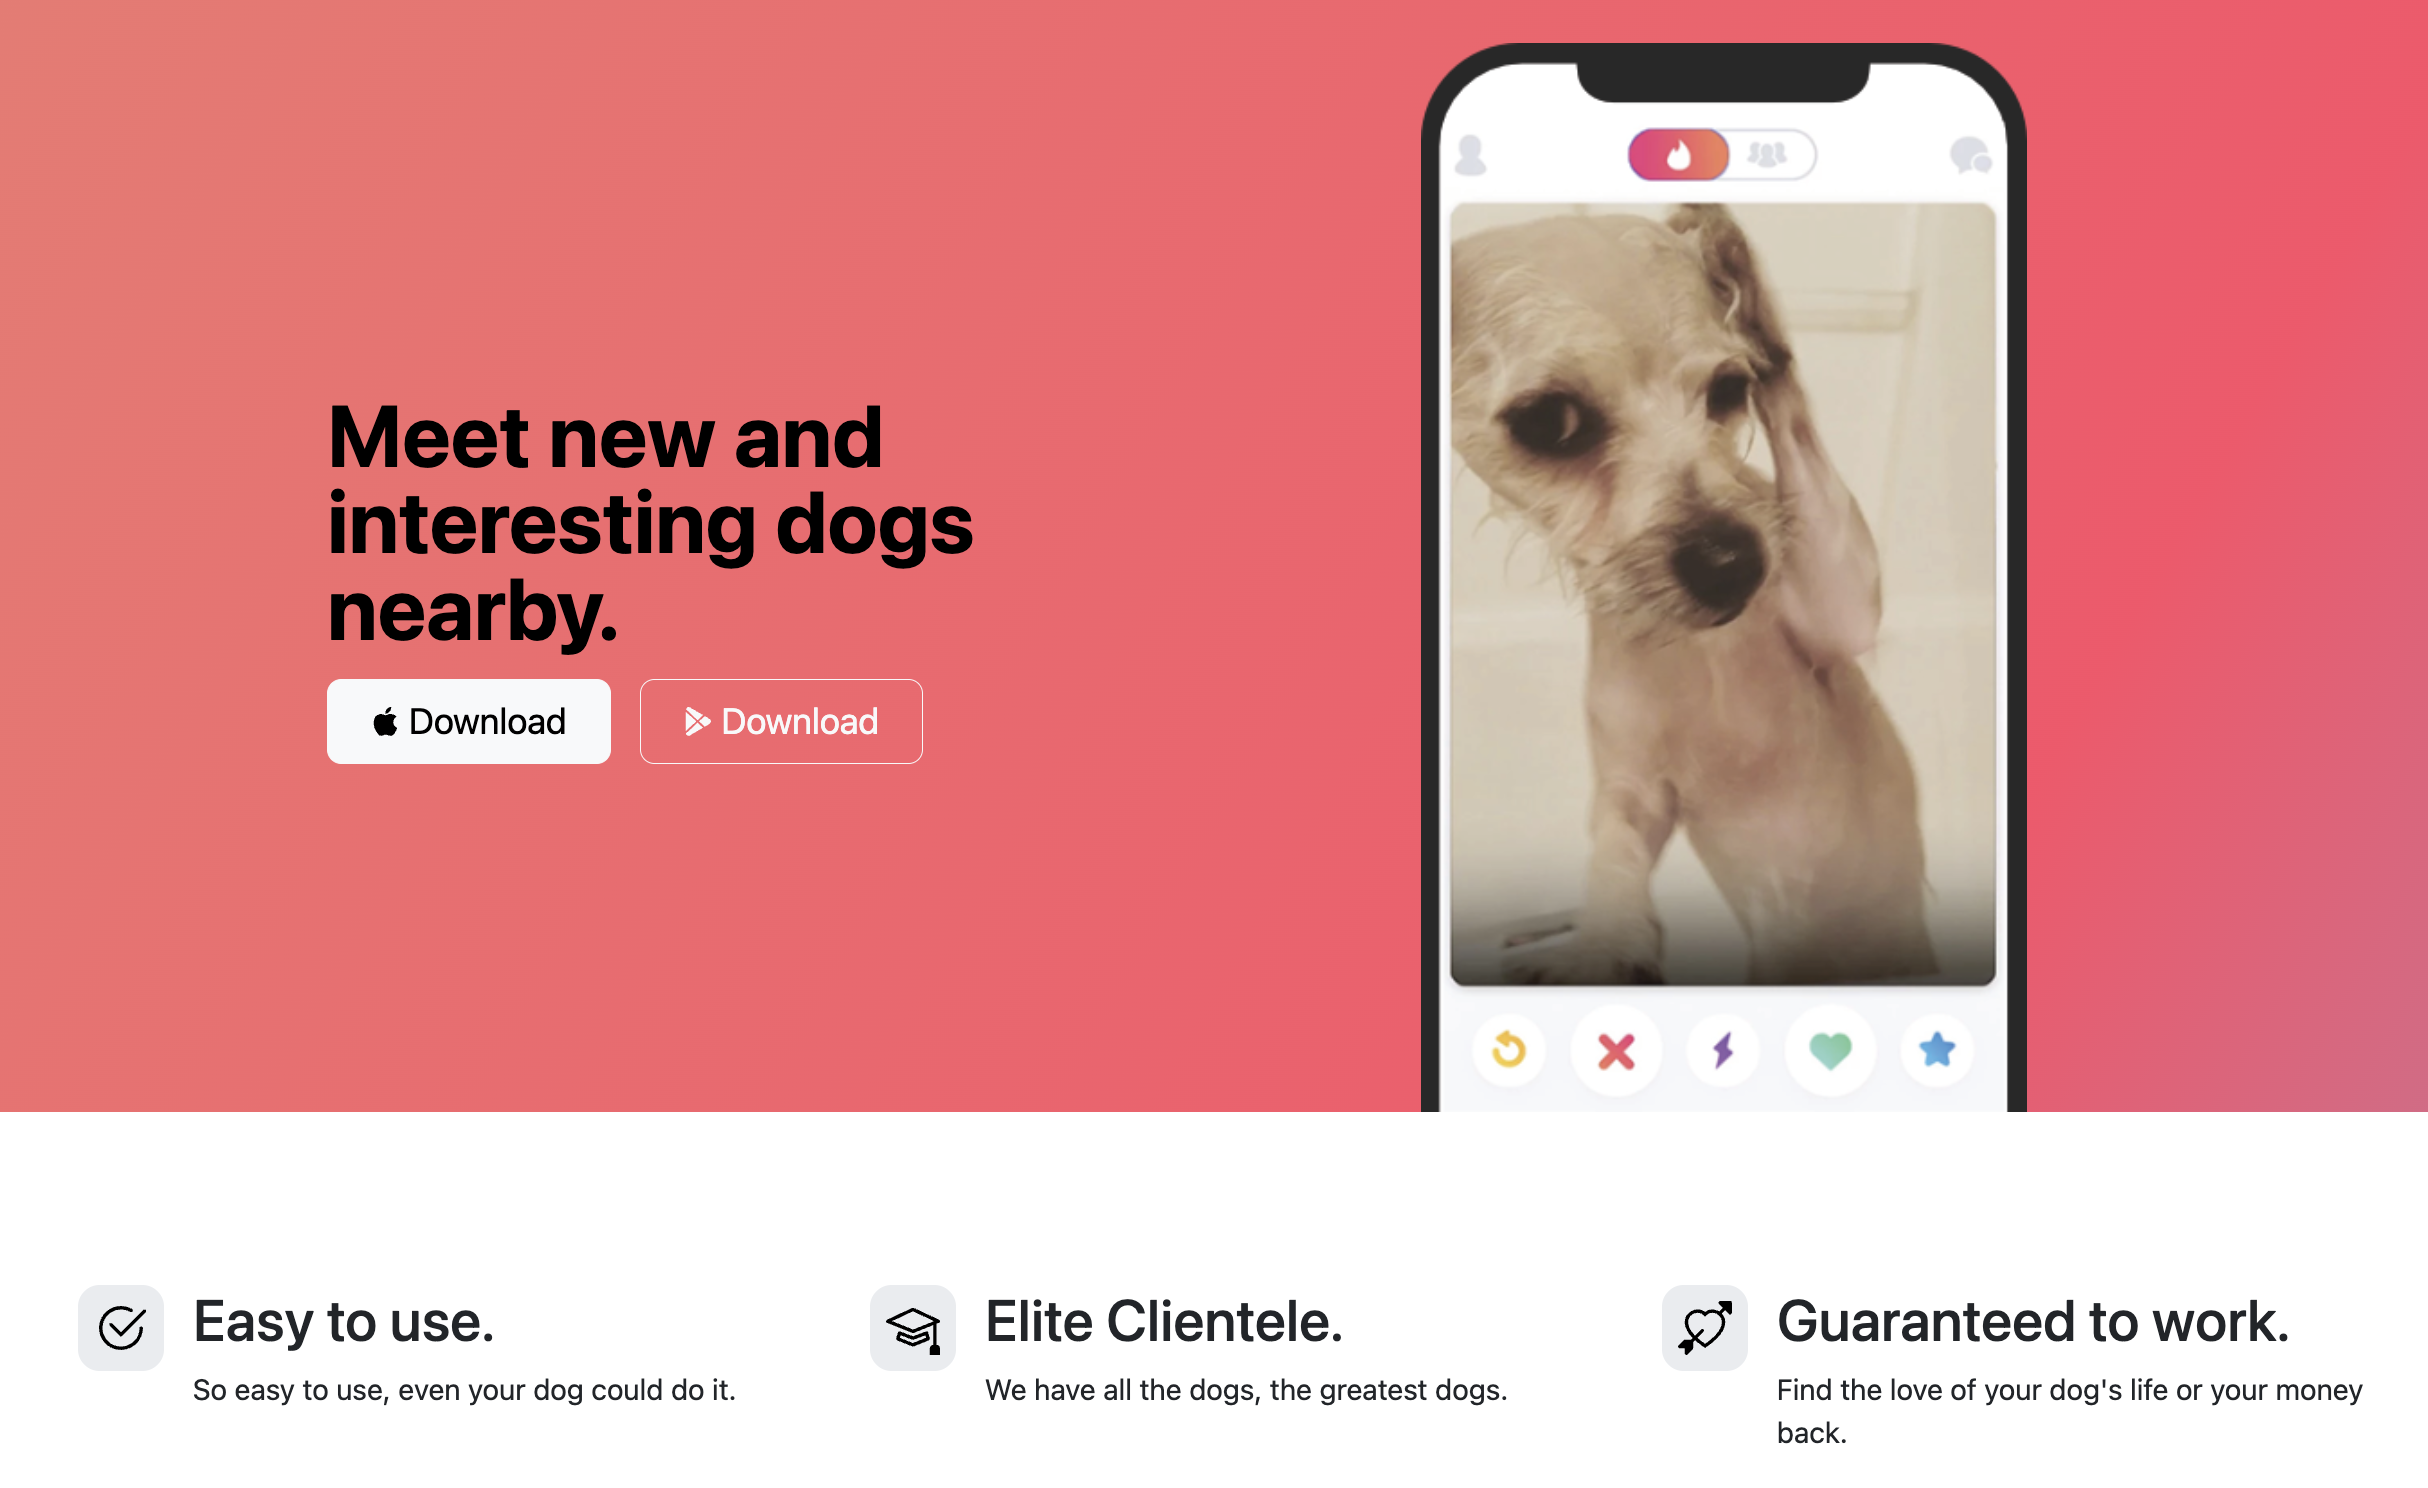 Meet new and
interesting dogs
nearby.
Download
Download
Easy to use.
So easy to use, even your dog could do it.
Elite Clientele.
We have all the dogs, the greatest dogs.
Guaranteed to work.
Find the love of your dog's life or your money
back.